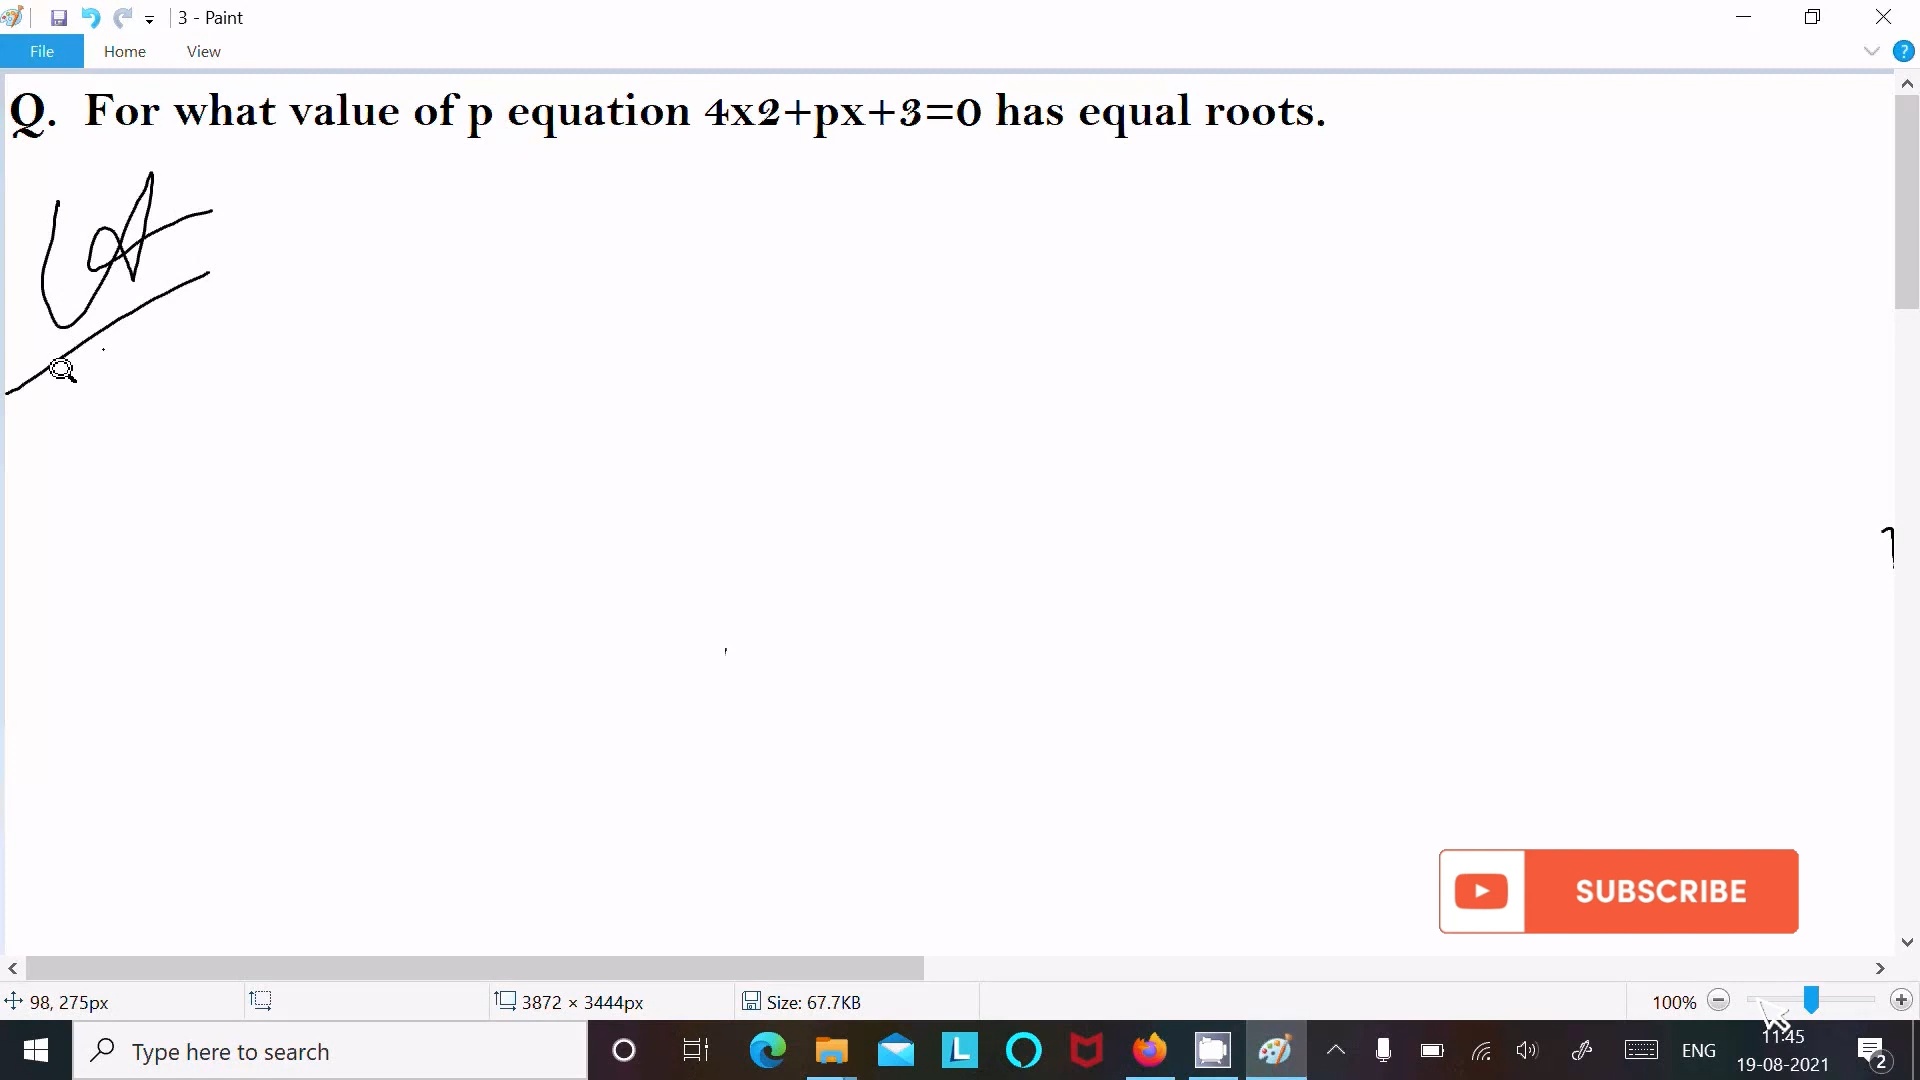 3 - Paint
File Home View
Q. For what value of p equation 4x2+px+3=0 has equal roots.
SUBSCRIBE
98, 275px 3872 × 3444px Size: 67.7KB 100%
Type here to search ENG 11:45
19-08-2021 2